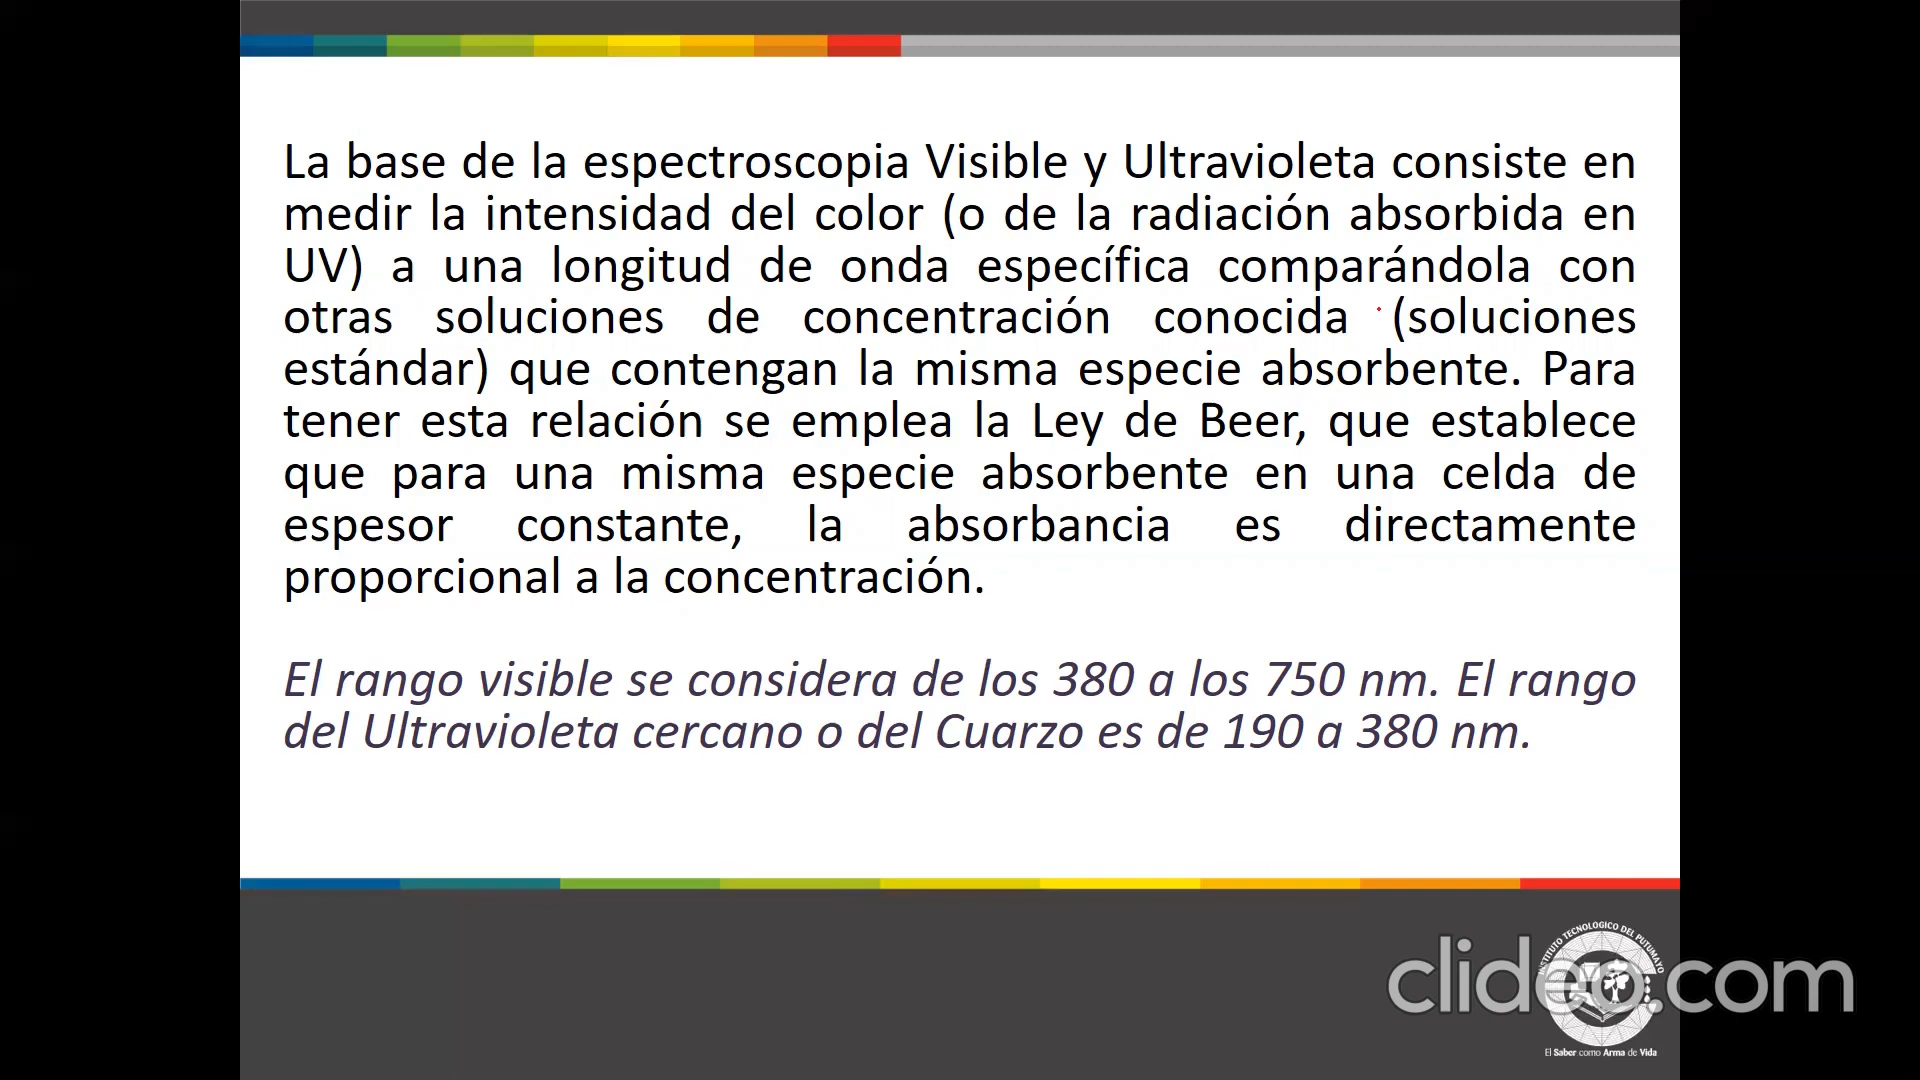 La base de la espectroscopia Visible y Ultravioleta consiste en
medir la intensidad del color (o de la radiación absorbida en
UV) a una longitud de onda específica comparándola con
otras soluciones de concentración conocida (soluciones
estándar) que contengan la misma especie absorbente. Para
tener esta relación se emplea la Ley de Beer, que establece
que para una misma especie absorbente en una celda de
espesor constante, la absorbancia es directamente
proporcional a la concentración.
El rango visible se considera de los 380 a los 750 nm. El rango
del Ultravioleta cercano o del Cuarzo es de 190 a 380 nm.
INSTITUTO TECNOLOGICO DEL PUTUMAYO
clideo.com
El Saber como Arma de Vida